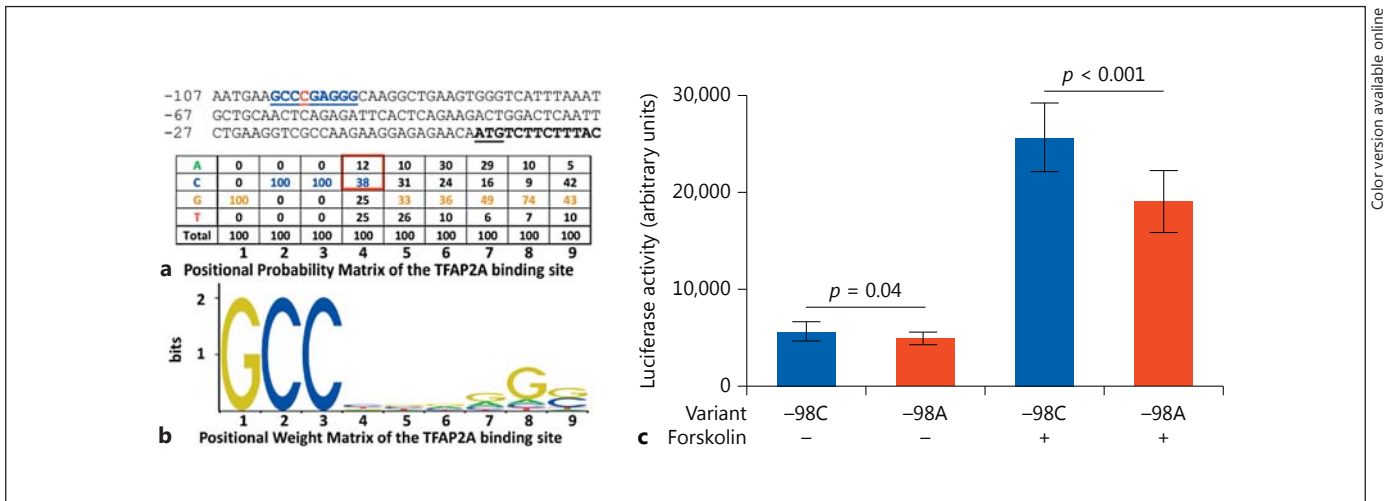 −107 AATGAAGCCCGAGGGCAAGGCTGAAGTGGGTCATTTAAAT
−67 GCTGCAACTCAGAGATTCACTCAGAAGACTGGACTCAATT
−27 CTGAAGGTCGCCAAGAAGGAGAGAACAATGTCTTCTTTAC
A 0 0 0 12 10 30 29 10 5
C 0 100 100 38 31 24 16 9 42
G 100 0 0 25 33 36 49 74 43
T 0 0 0 25 26 10 6 7 10
Total 100 100 100 100 100 100 100 100 100
1 2 3 4 5 6 7 8 9
a Positional Probability Matrix of the TFAP2A binding site
2
bits
1
GCC
G
G
G
A
A
C
1 2 3 4 5 6 7 8 9
b Positional Weight Matrix of the TFAP2A binding site
Luciferase activity (arbitrary units)
30,000
20,000
10,000
0
p = 0.04
p < 0.001
Variant −98C −98A −98C −98A
c Forskolin − − + +
Color version available online